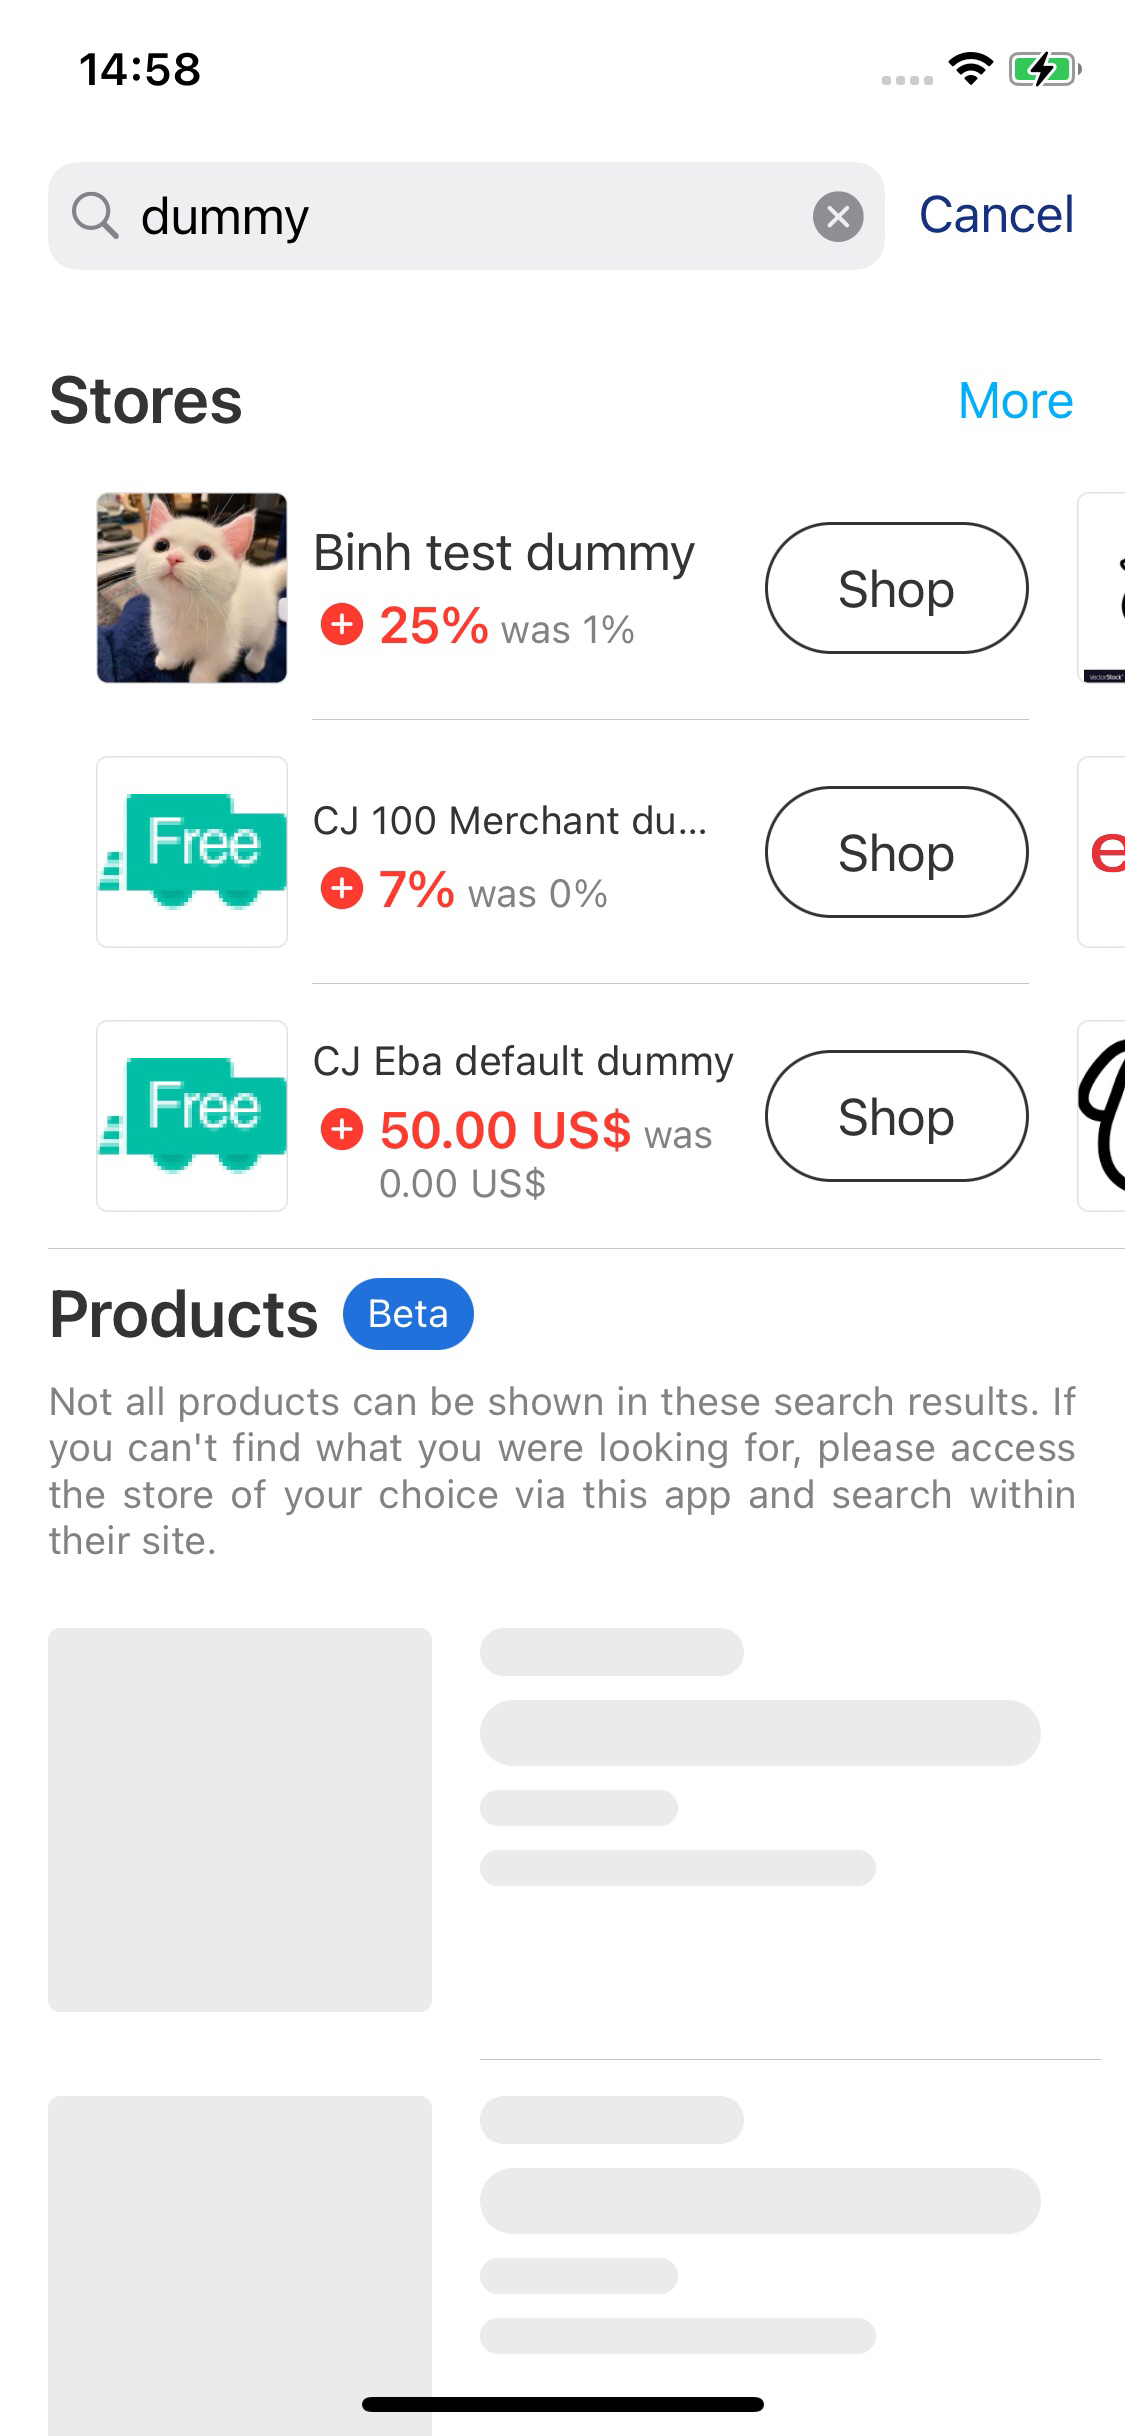 14:58
dummy
Cancel
Stores
More
Binh test dummy
25% was 1%
Shop
VectorStock
Free
CJ 100 Merchant du...
7% was 0%
Shop
e
Free
CJ Eba default dummy
50.00 US$ was
0.00 US$
Shop
Products
Beta
Not all products can be shown in these search results. If
you can't find what you were looking for, please access
the store of your choice via this app and search within
their site.